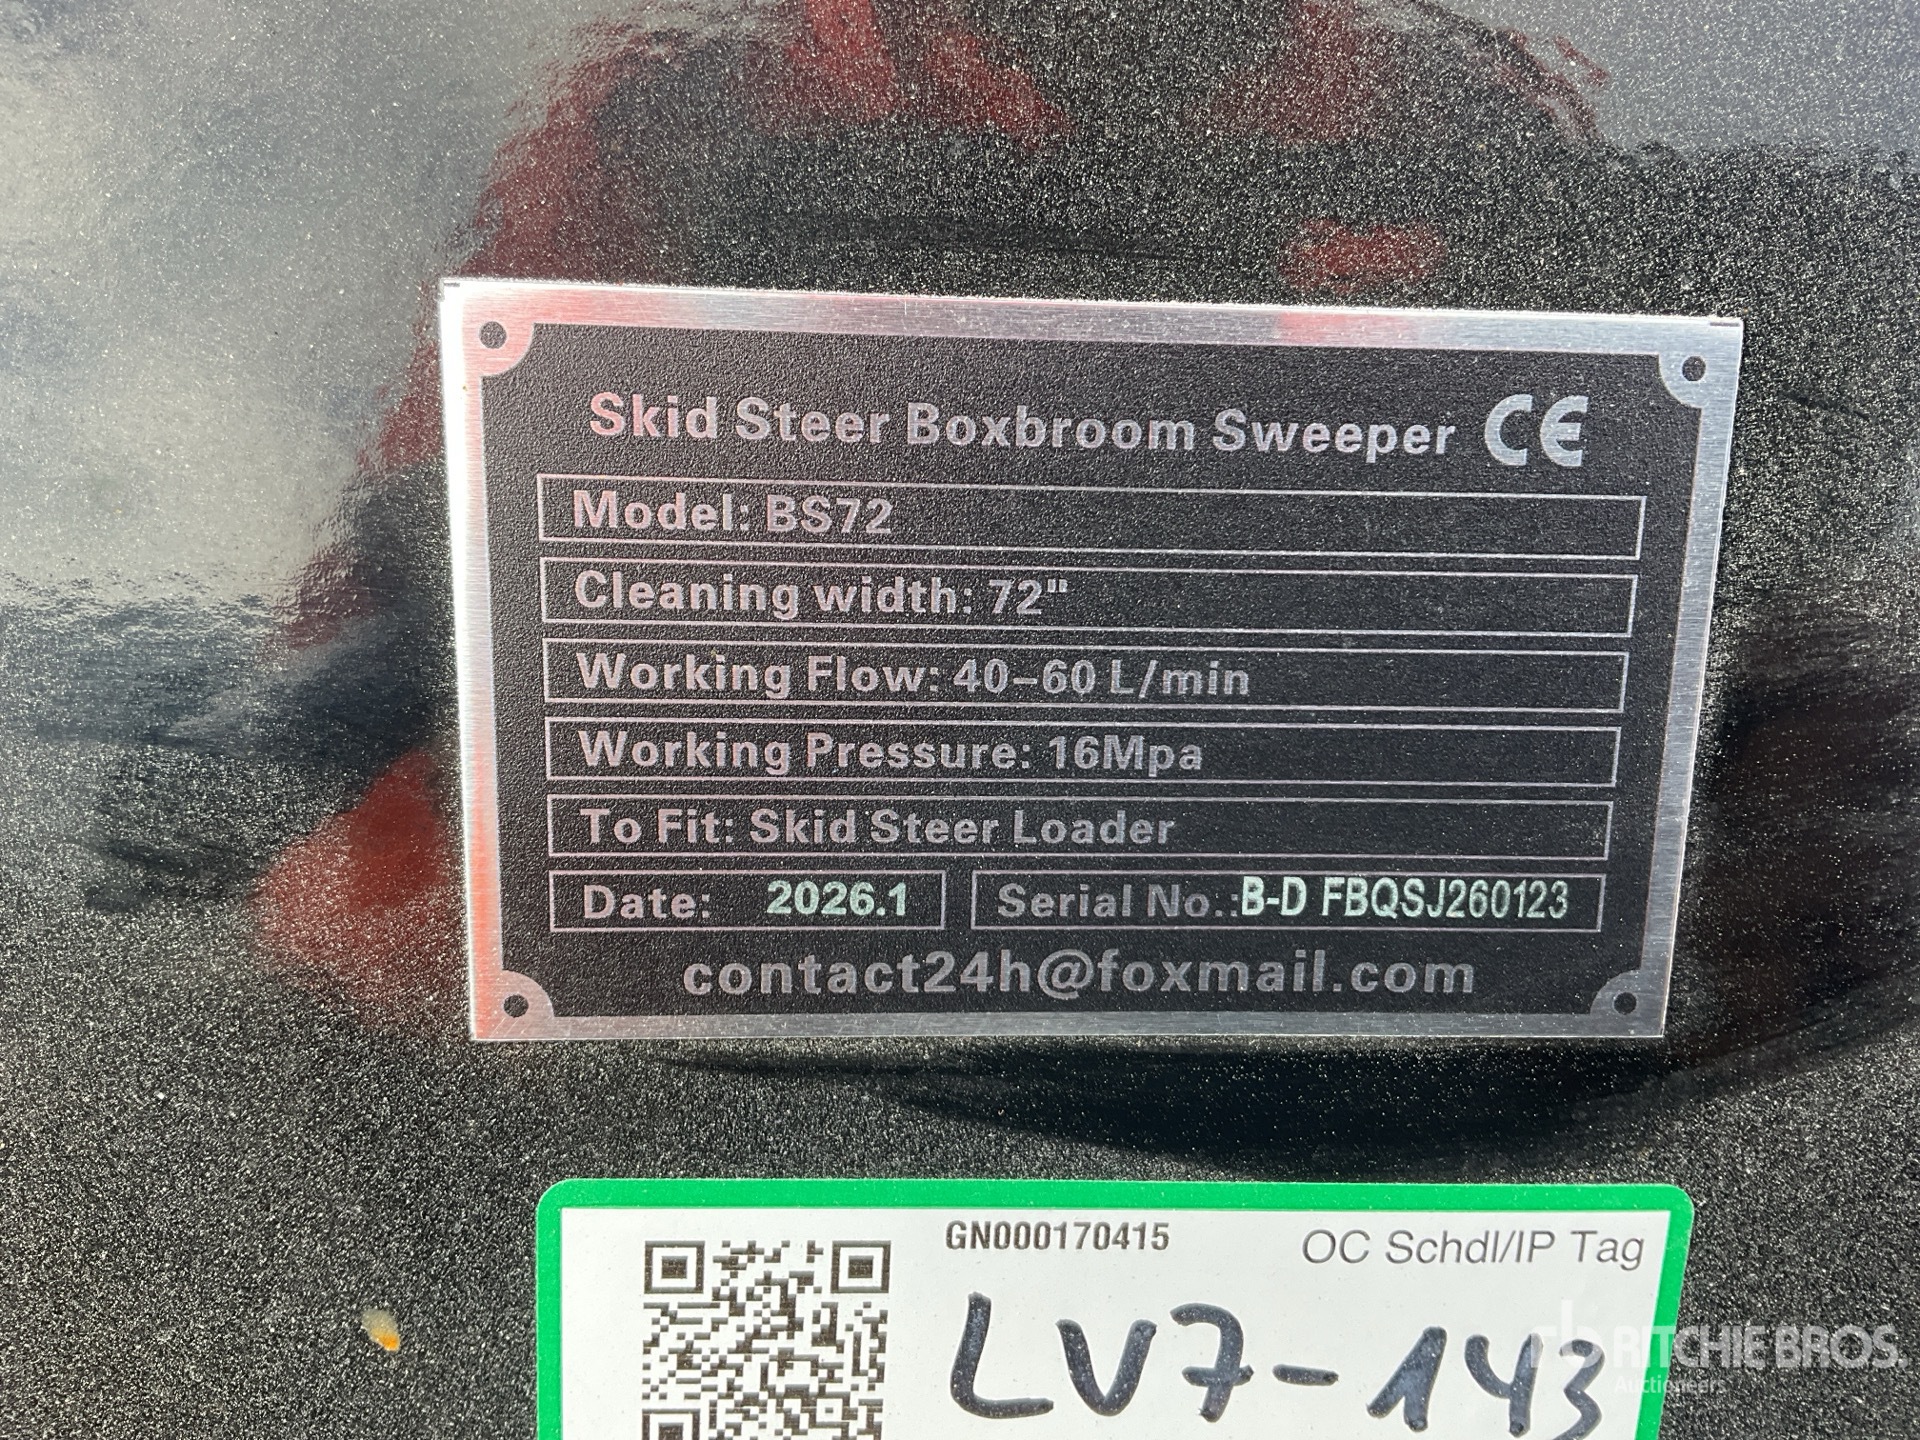 Skid Steer Boxbroom Sweeper CE
Model: BS72
Cleaning width: 72"
Working Flow: 40-60 L/min
Working Pressure: 16Mpa
To Fit: Skid Steer Loader
Date: 2026.1 Serial No.:B-D FBQSJ260123
contact24h@foxmail.com
GN000170415 OC Schdl/IP Tag
LV7-143
rb RITCHIE BROS.
Auctioneers